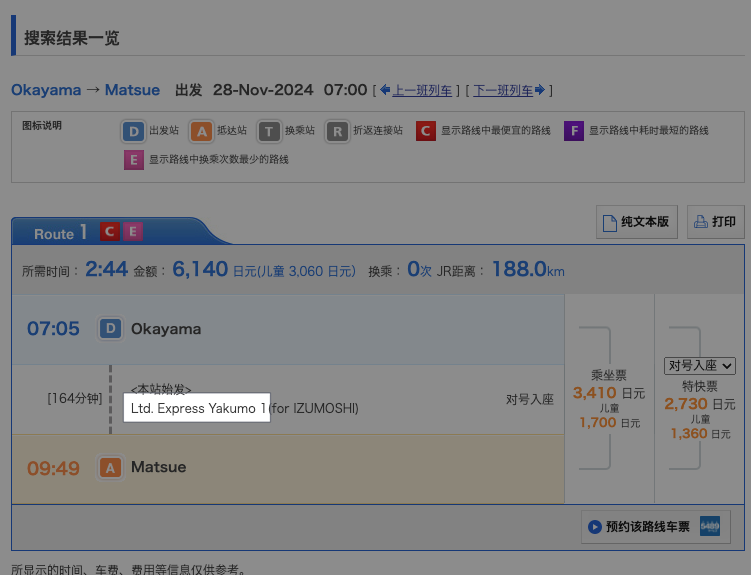 搜索结果一览
Okayama → Matsue 出发 28-Nov-2024 07:00 [ 上一班列车 ] [ 下一班列车 ]
图标说明
D 出发站 A 抵达站 T 换乘站 R 折返连接站 C 显示路线中最便宜的路线 F 显示路线中耗时最短的路线
E 显示路线中换乘次数最少的路线
纯文本版 打印
Route 1 C E
所需时间： 2:44 金额： 6,140 日元(儿童 3,060 日元) 换乘： 0次 JR距离： 188.0km
07:05 D Okayama
[164分钟]
<本站始发>
Ltd. Express Yakumo 1(for IZUMOSHI)
对号入座
09:49 A Matsue
乘坐票
3,410 日元
儿童
1,700 日元
对号入座
特快票
2,730 日元
儿童
1,360 日元
预约该路线车票 5489
所显示的时间、车费、费用等信息仅供参考。